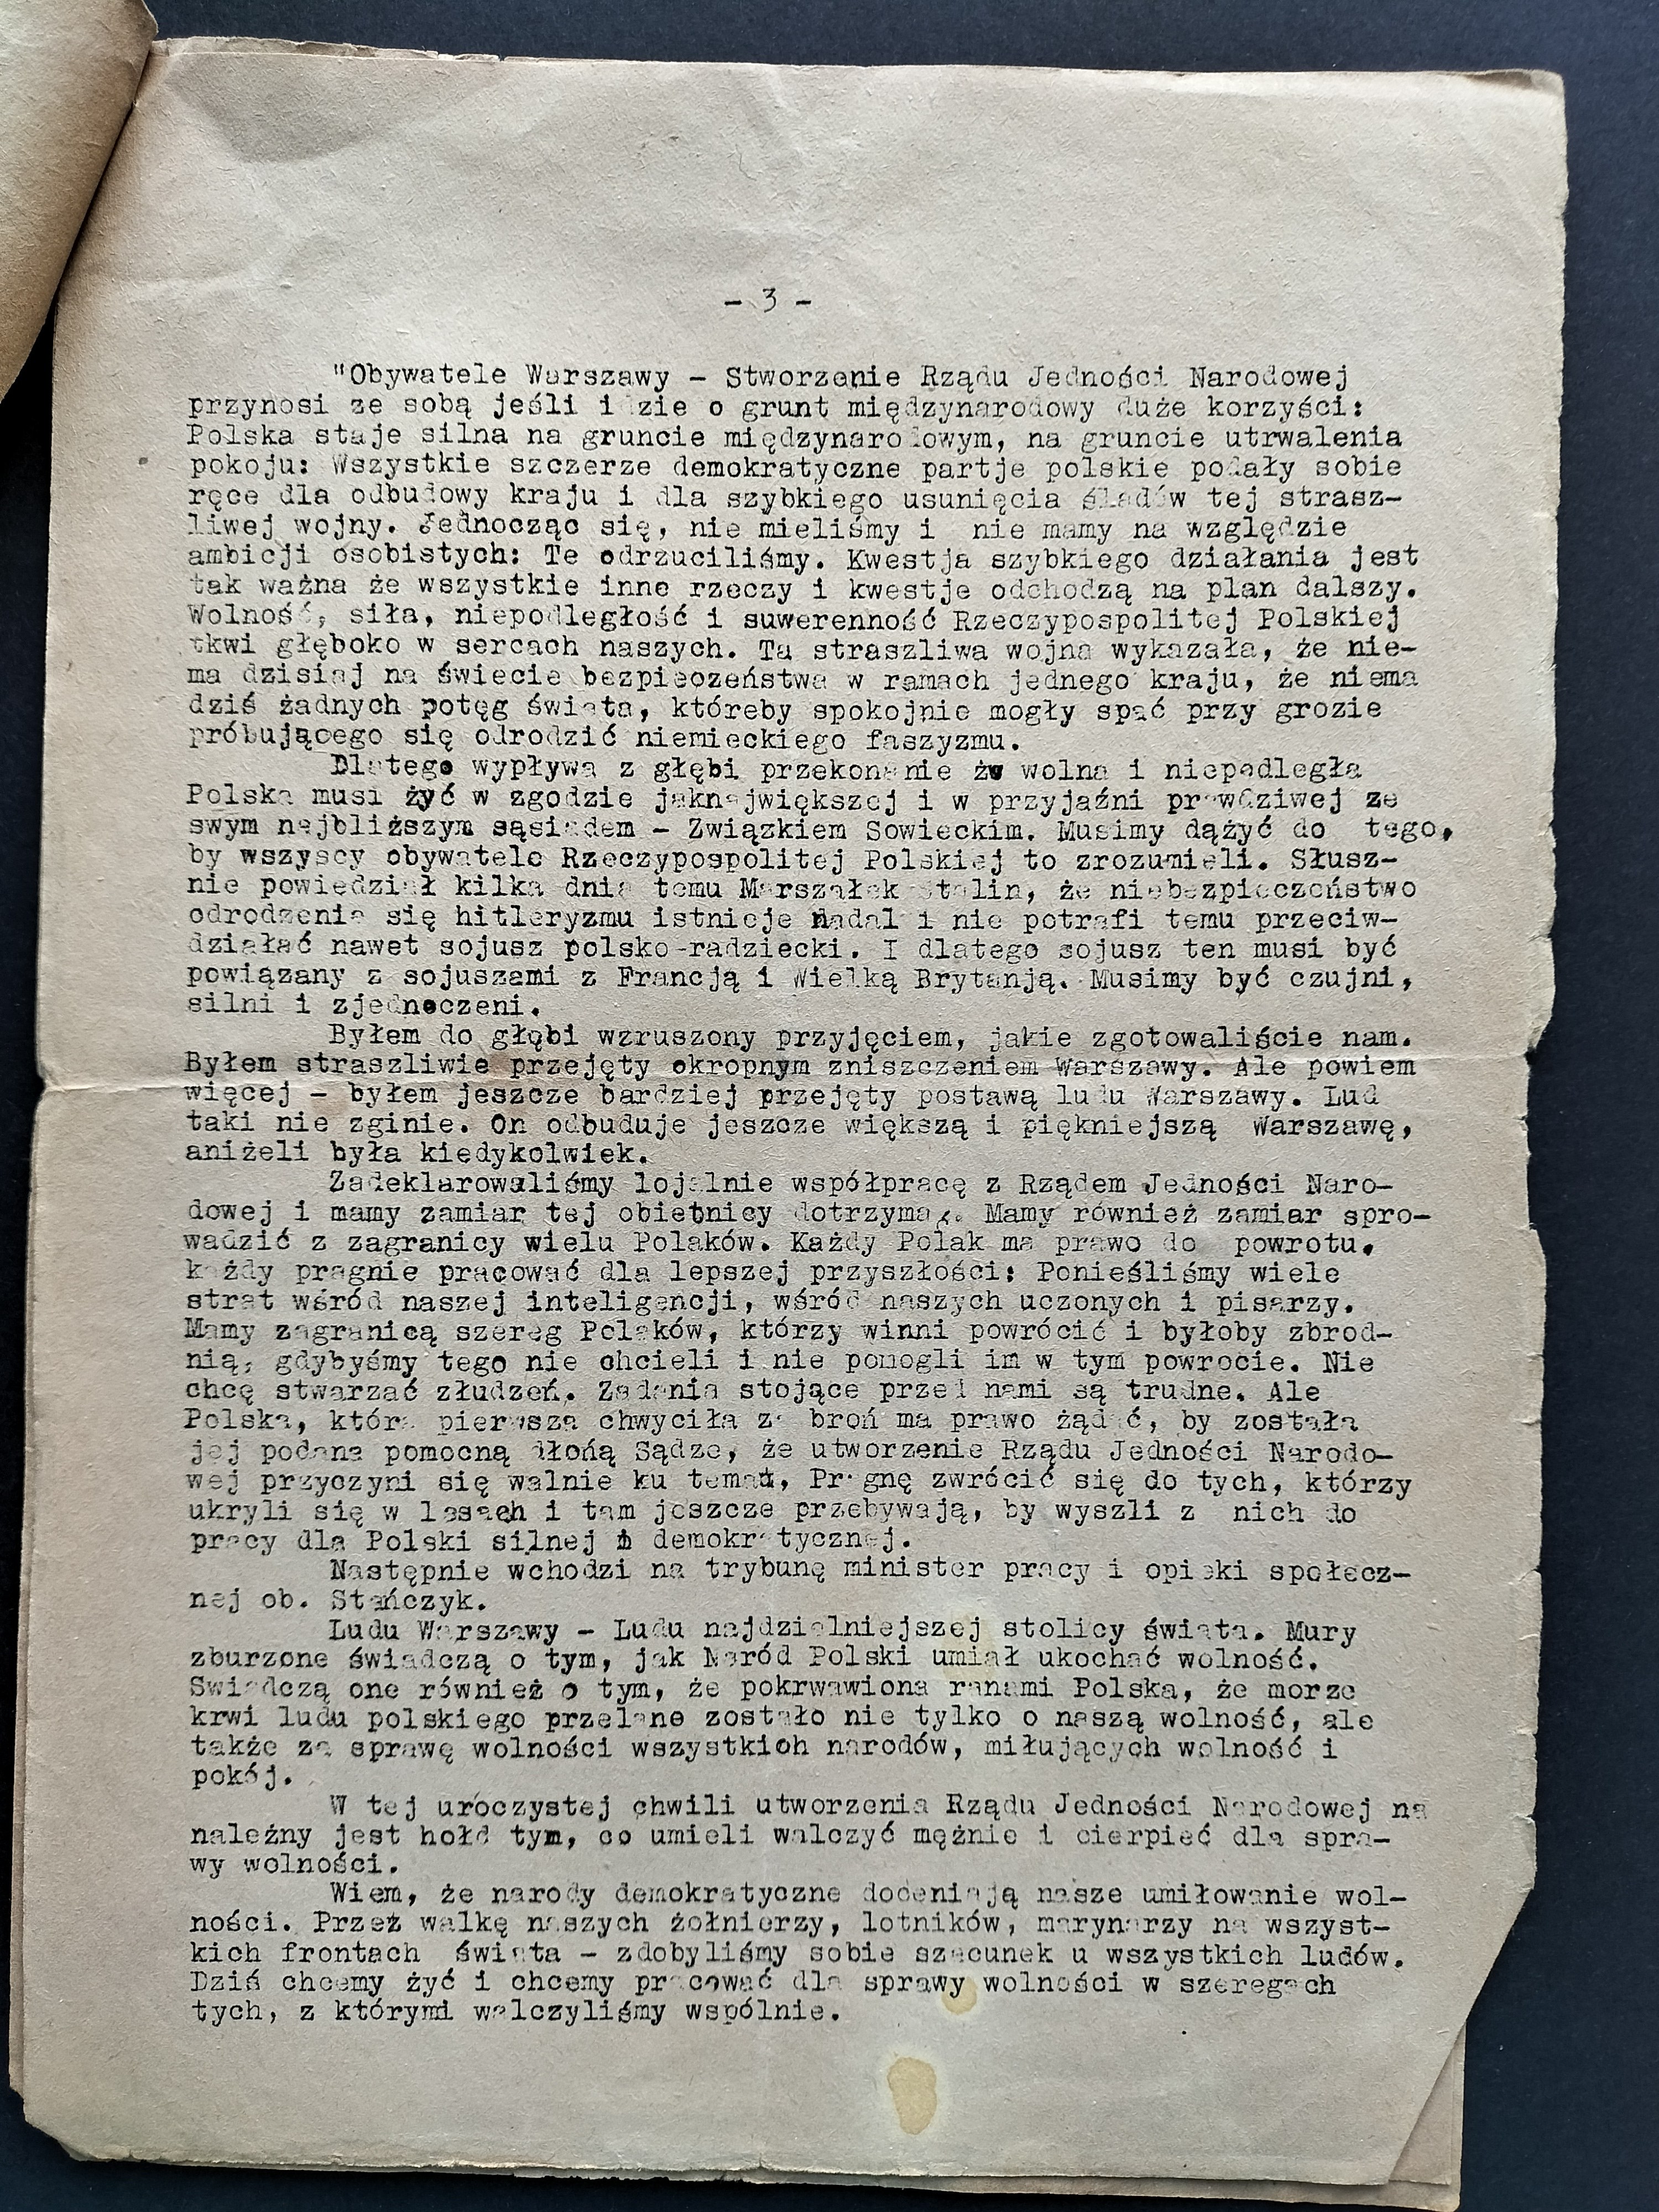 - 3 -
"Obywatele Warszawy - Stworzenie Rządu Jedności Narodowej
przynosi ze sobą jeśli idzie o grunt międzynarodowy duże korzyści:
Polska staje silna na gruncie międzynarodowym, na gruncie utrwalenia
pokoju: Wszystkie szczerze demokratyczne partje polskie podały sobie
ręce dla odbudowy kraju i dla szybkiego usunięcia śladów tej strasz-
liwej wojny. Jednocząc się, nie mieliśmy i nie mamy na względzie
ambicji osobistych: Te odrzuciliśmy. Kwestja szybkiego działania jest
tak ważna że wszystkie inne rzeczy i kwestje odchodzą na plan dalszy.
Wolność, siła, niepodległość i suwerenność Rzeczypospolitej Polskiej
tkwi głęboko w sercach naszych. Ta straszliwa wojna wykazała, że nie-
ma dzisiaj na świecie bezpieczeństwa w ramach jednego kraju, że niema
dziś żadnych potęg świata, któreby spokojnie mogły spać przy grozie
próbującego się odrodzić niemieckiego faszyzmu.
Dlatego wypływa z głębi przekonanie że wolna i niepodległa
Polska musi żyć w zgodzie jaknajwiększej i w przyjaźni prawdziwej ze
swym najbliższym sąsiadem - Związkiem Sowieckim. Musimy dążyć do tego,
by wszyscy obywatele Rzeczypospolitej Polskiej to zrozumieli. Słusz-
nie powiedział kilka dnia temu Marszałek Stalin, że niebezpieczeństwo
odrodzenia się hitleryzmu istnieje nadal i nie potrafi temu przeciw-
działać nawet sojusz polsko-radziecki. I dlatego sojusz ten musi być
powiązany z sojuszami z Francją i Wielką Brytanją. Musimy być czujni,
silni i zjednoczeni.
Byłem do głębi wzruszony przyjęciem, jakie zgotowaliście nam.
Byłem straszliwie przejęty okropnym zniszczeniem Warszawy. Ale powiem
więcej - byłem jeszcze bardziej przejęty postawą ludu Warszawy. Lud
taki nie zginie. On odbuduje jeszcze większą i piękniejszą Warszawę,
aniżeli była kiedykolwiek.
Zadeklarowaliśmy lojalnie współpracę z Rządem Jedności Naro-
dowej i mamy zamiar tej obietnicy dotrzymać. Mamy również zamiar spro-
wadzić z zagranicy wielu Polaków. Każdy Polak ma prawo do powrotu,
każdy pragnie pracować dla lepszej przyszłości: Ponieśliśmy wiele
strat wśród naszej inteligencji, wśród naszych uczonych i pisarzy.
Mamy zagranicą szereg Polaków, którzy winni powrócić i byłoby zbrod-
nią, gdybyśmy tego nie chcieli i nie pomogli im w tym powrocie. Nie
chcę stwarzać złudzeń. Zadania stojące przed nami są trudne. Ale
Polska, która pierwsza chwyciła za broń ma prawo żądać, by została
jej podana pomocną dłońą Sądze, że utworzenie Rządu Jedności Narodo-
wej przyczyni się walnie ku temu, Pragnę zwrócić się do tych, którzy
ukryli się w lasach i tam jeszcze przebywają, by wyszli z nich do
pracy dla Polski silnej i demokratycznej.
Następnie wchodzi na trybunę minister pracy i opieki społecz-
nej ob. Stańczyk.
Ludu Warszawy - Ludu najdzielniejszej stolicy świata. Mury
zburzone świadczą o tym, jak Naród Polski umiał ukochać wolność.
Swiadczą one również o tym, że pokrwawiona ranami Polska, że morze
krwi ludu polskiego przelane zostało nie tylko o naszą wolność, ale
także za sprawę wolności wszystkich narodów, miłujących wolność i
pokój.
W tej uroczystej chwili utworzenia Rządu Jedności Narodowej na
należny jest hołd tym, co umieli walczyć mężnie i cierpieć dla spra-
wy wolności.
Wiem, że narody demokratyczne doceniają nasze umiłowanie wol-
ności. Przez walkę naszych żołnierzy, lotników, marynarzy na wszyst-
kich frontach świata - zdobyliśmy sobie szacunek u wszystkich ludów.
Dziś chcemy żyć i chcemy pracować dla sprawy wolności w szeregach
tych, z którymi walczyliśmy wspólnie.